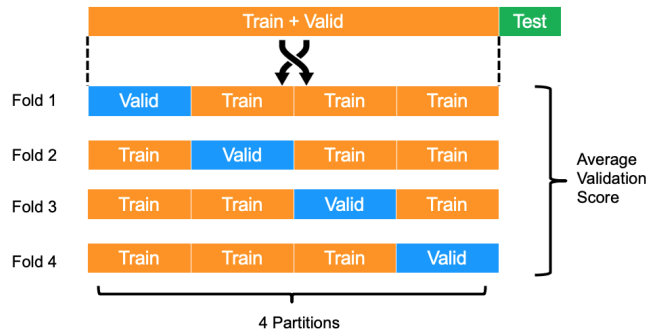 Train + Valid Test
Fold 1 Valid Train Train Train
Fold 2 Train Valid Train Train
Fold 3 Train Train Valid Train
Fold 4 Train Train Train Valid
Average
Validation
Score
4 Partitions